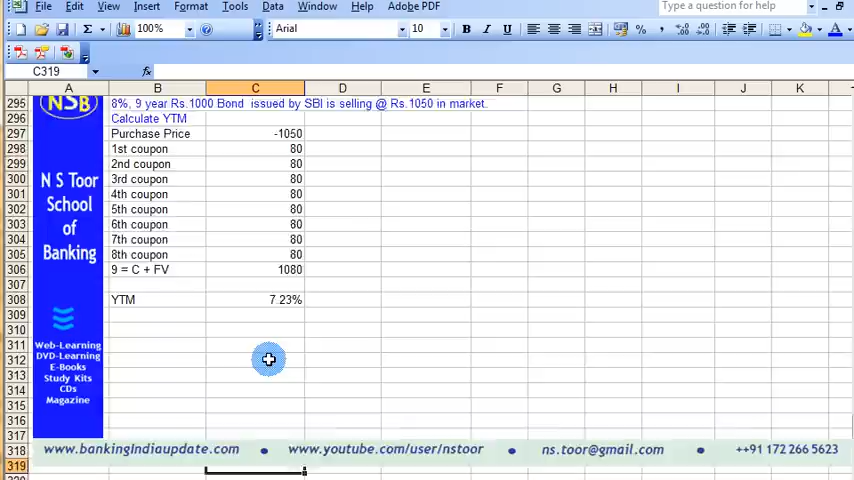 File Edit View Insert Format Tools Data Window Help Adobe PDF Type a question for help
Σ 100% Arial 10 B I U % A
C319 fx
A B C D E F G H I J K
295 NSB 8%, 9 year Rs.1000 Bond issued by SBI is selling @ Rs.1050 in market.
296 Calculate YTM
297 Purchase Price -1050
298 1st coupon 80
299 2nd coupon 80
300 3rd coupon 80
301 4th coupon 80
302 5th coupon 80
303 6th coupon 80
304 7th coupon 80
305 8th coupon 80
306 9 = C + FV 1080
307
308 YTM 7.23%
309
310
311
312
313
314
315
316
317
318
319
N S Toor
School
of
Banking
Web-Learning
DVD-Learning
E-Books
Study Kits
CDs
Magazine
www.bankingIndiaupdate.com • www.youtube.com/user/nstoor • ns.toor@gmail.com • ++91 172 266 5623